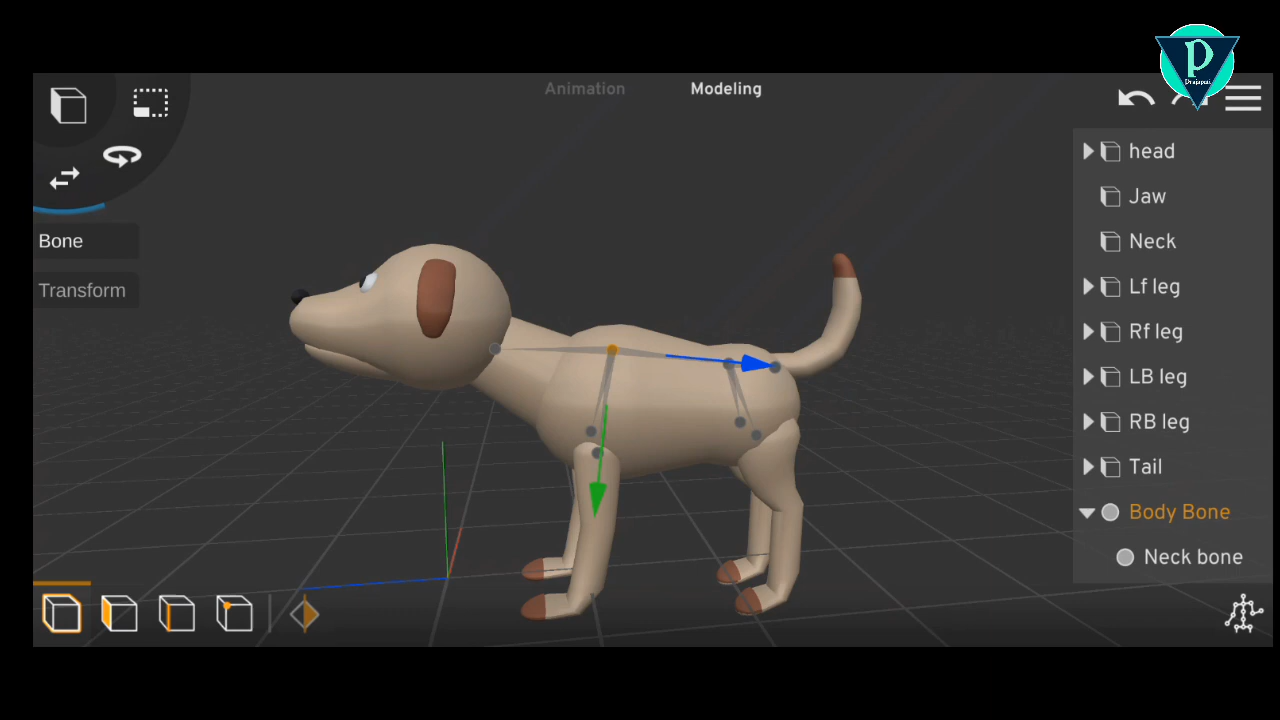 Animation
Modeling
P
Prajapati
Bone
Transform
head
Jaw
Neck
Lf leg
Rf leg
LB leg
RB leg
Tail
Body Bone
Neck bone